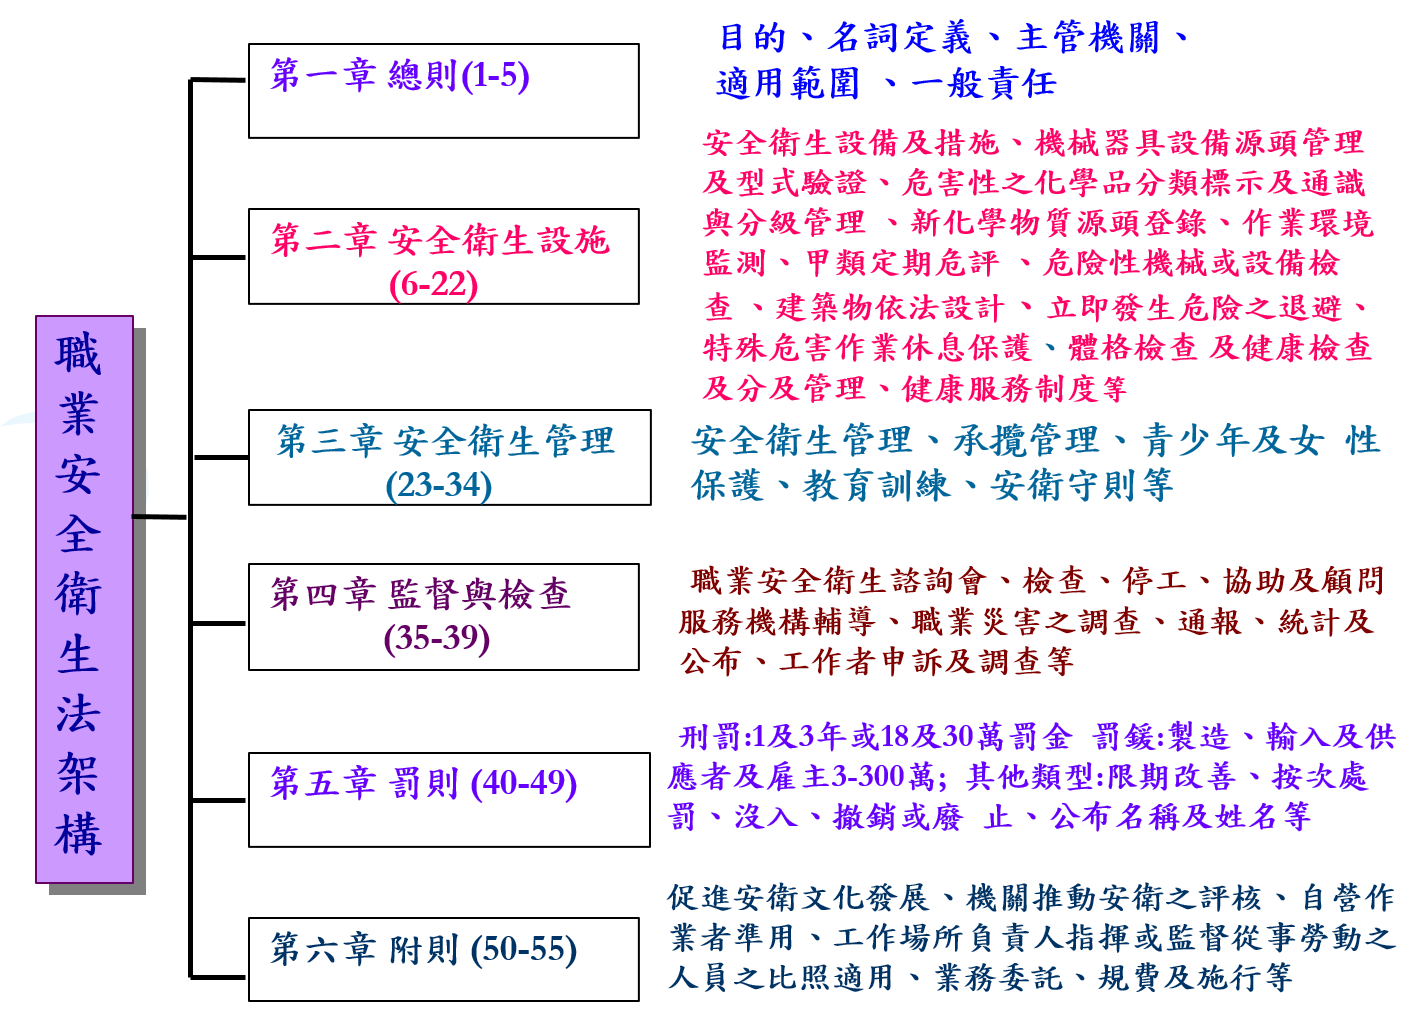 職業安全衛生法架構
第一章 總則(1-5)
目的、名詞定義、主管機關、
適用範圍 、一般責任
第二章 安全衛生設施
(6-22)
安全衛生設備及措施、機械器具設備源頭管理
及型式驗證、危害性之化學品分類標示及通識
與分級管理 、新化學物質源頭登錄、作業環境
監測、甲類定期危評 、危險性機械或設備檢
查 、建築物依法設計 、立即發生危險之退避、
特殊危害作業休息保護、體格檢查 及健康檢查
及分及管理、健康服務制度等
第三章 安全衛生管理
(23-34)
安全衛生管理、承攬管理、青少年及女 性
保護、教育訓練、安衛守則等
第四章 監督與檢查
(35-39)
職業安全衛生諮詢會、檢查、停工、協助及顧問
服務機構輔導、職業災害之調查、通報、統計及
公布、工作者申訴及調查等
第五章 罰則 (40-49)
刑罰:1及3年或18及30萬罰金 罰鍰:製造、輸入及供
應者及雇主3-300萬; 其他類型:限期改善、按次處
罰、沒入、撤銷或廢 止、公布名稱及姓名等
第六章 附則 (50-55)
促進安衛文化發展、機關推動安衛之評核、自營作
業者準用、工作場所負責人指揮或監督從事勞動之
人員之比照適用、業務委託、規費及施行等